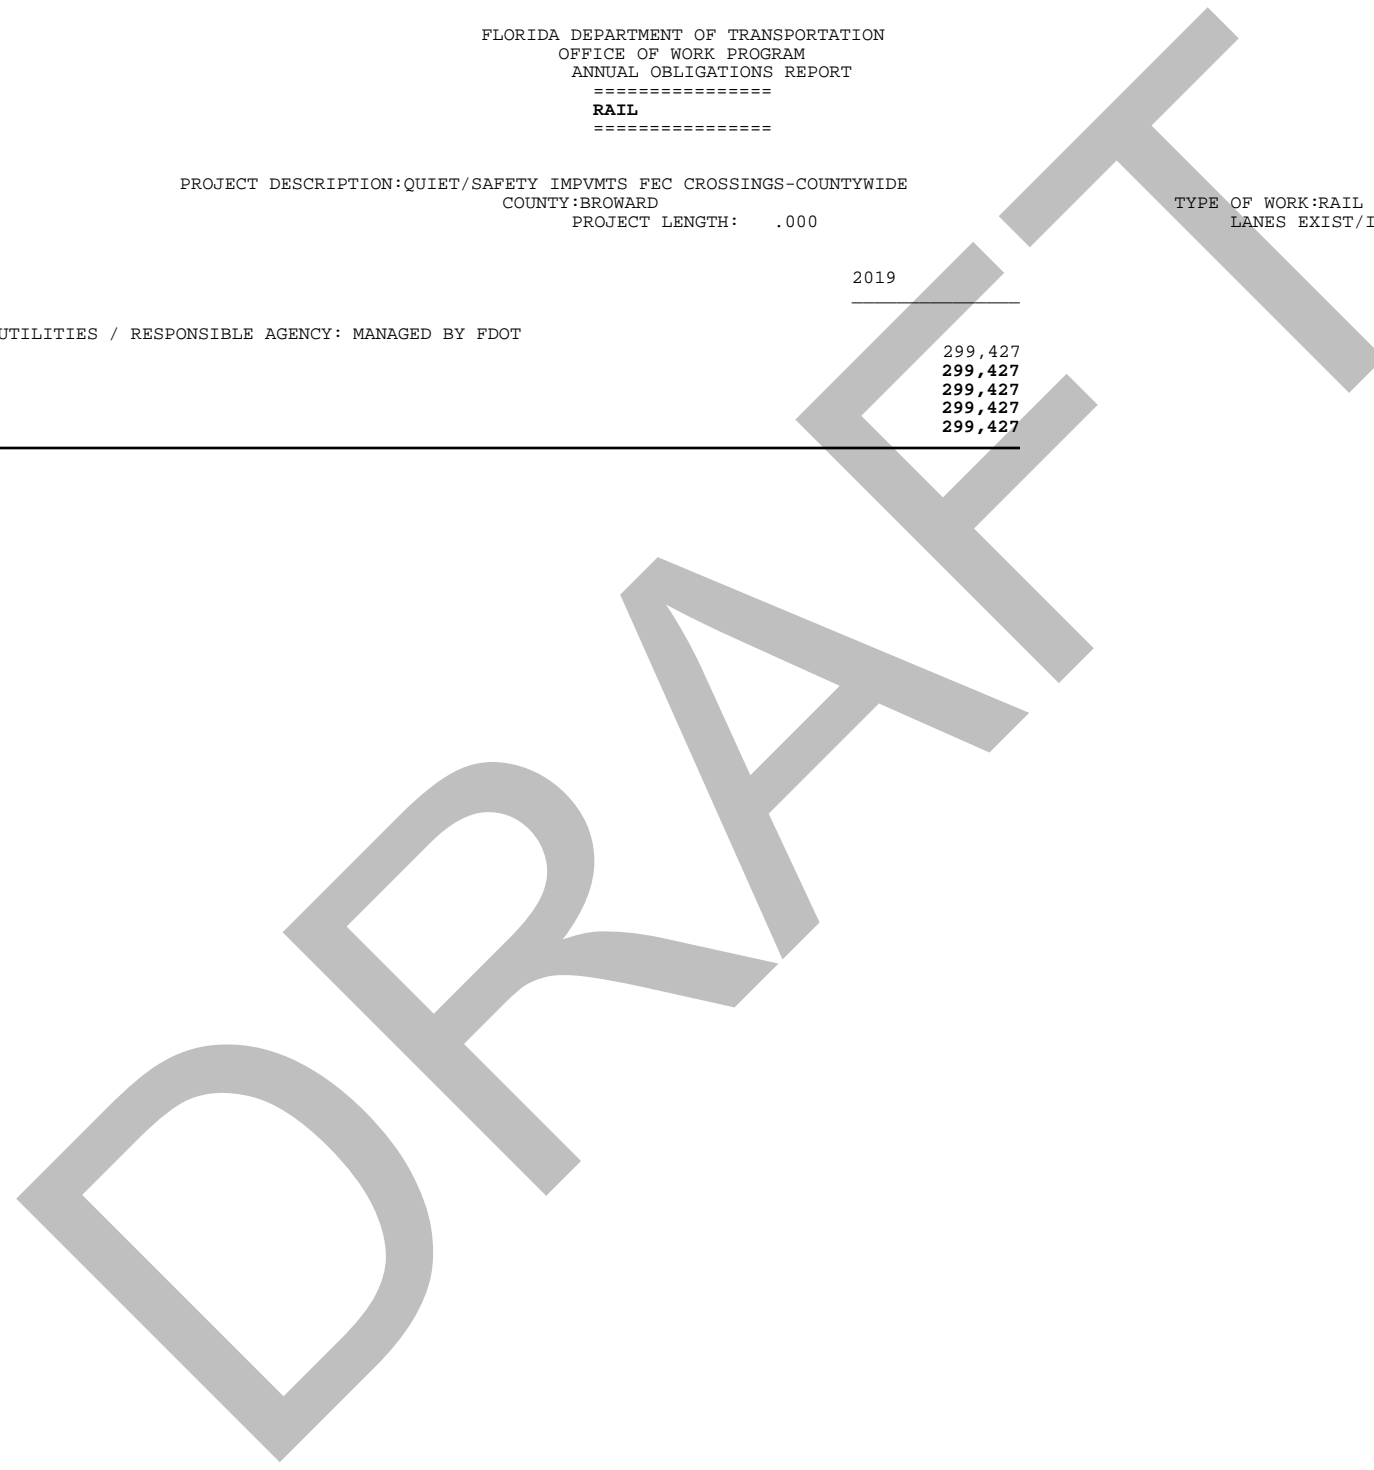 FLORIDA DEPARTMENT OF TRANSPORTATION
OFFICE OF WORK PROGRAM
ANNUAL OBLIGATIONS REPORT
================
RAIL
================
PROJECT DESCRIPTION:QUIET/SAFETY IMPVMTS FEC CROSSINGS-COUNTYWIDE
COUNTY:BROWARD TYPE OF WORK:RAIL
PROJECT LENGTH: .000 LANES EXIST/I
2019
UTILITIES / RESPONSIBLE AGENCY: MANAGED BY FDOT
299,427
299,427
299,427
299,427
299,427
DRAFT